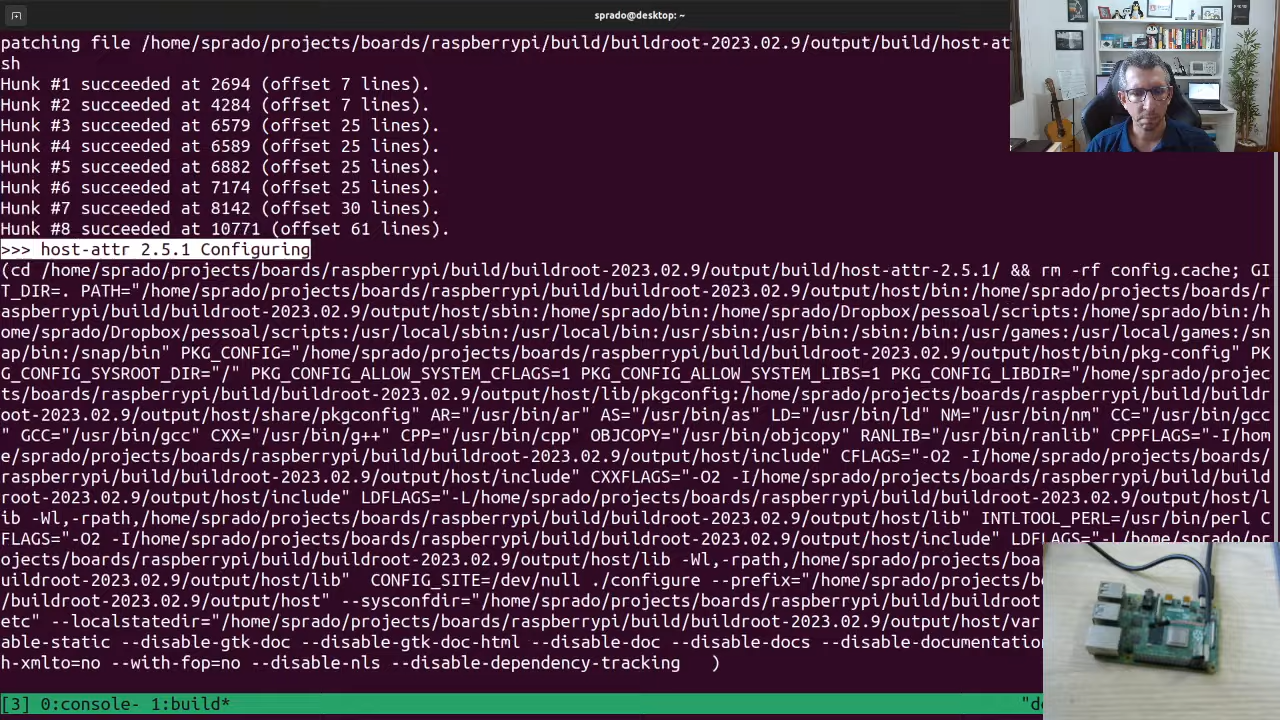 sprado@desktop: ~
patching file /home/sprado/projects/boards/raspberrypi/build/buildroot-2023.02.9/output/build/host-at
sh
Hunk #1 succeeded at 2694 (offset 7 lines).
Hunk #2 succeeded at 4284 (offset 7 lines).
Hunk #3 succeeded at 6579 (offset 25 lines).
Hunk #4 succeeded at 6589 (offset 25 lines).
Hunk #5 succeeded at 6882 (offset 25 lines).
Hunk #6 succeeded at 7174 (offset 25 lines).
Hunk #7 succeeded at 8142 (offset 30 lines).
Hunk #8 succeeded at 10771 (offset 61 lines).
>>> host-attr 2.5.1 Configuring
(cd /home/sprado/projects/boards/raspberrypi/build/buildroot-2023.02.9/output/build/host-attr-2.5.1/ && rm -rf config.cache; GI
T_DIR=. PATH="/home/sprado/projects/boards/raspberrypi/build/buildroot-2023.02.9/output/host/bin:/home/sprado/projects/boards/r
aspberrypi/build/buildroot-2023.02.9/output/host/sbin:/home/sprado/bin:/home/sprado/Dropbox/pessoal/scripts:/home/sprado/bin:/h
ome/sprado/Dropbox/pessoal/scripts:/usr/local/sbin:/usr/local/bin:/usr/sbin:/usr/bin:/sbin:/bin:/usr/games:/usr/local/games:/sn
ap/bin:/snap/bin" PKG_CONFIG="/home/sprado/projects/boards/raspberrypi/build/buildroot-2023.02.9/output/host/bin/pkg-config" PK
G_CONFIG_SYSROOT_DIR="/" PKG_CONFIG_ALLOW_SYSTEM_CFLAGS=1 PKG_CONFIG_ALLOW_SYSTEM_LIBS=1 PKG_CONFIG_LIBDIR="/home/sprado/projec
ts/boards/raspberrypi/build/buildroot-2023.02.9/output/host/lib/pkgconfig:/home/sprado/projects/boards/raspberrypi/build/buildr
oot-2023.02.9/output/host/share/pkgconfig" AR="/usr/bin/ar" AS="/usr/bin/as" LD="/usr/bin/ld" NM="/usr/bin/nm" CC="/usr/bin/gcc
" GCC="/usr/bin/gcc" CXX="/usr/bin/g++" CPP="/usr/bin/cpp" OBJCOPY="/usr/bin/objcopy" RANLIB="/usr/bin/ranlib" CPPFLAGS="-I/hom
e/sprado/projects/boards/raspberrypi/build/buildroot-2023.02.9/output/host/include" CFLAGS="-O2 -I/home/sprado/projects/boards/
raspberrypi/build/buildroot-2023.02.9/output/host/include" CXXFLAGS="-O2 -I/home/sprado/projects/boards/raspberrypi/build/build
root-2023.02.9/output/host/include" LDFLAGS="-L/home/sprado/projects/boards/raspberrypi/build/buildroot-2023.02.9/output/host/l
ib -Wl,-rpath,/home/sprado/projects/boards/raspberrypi/build/buildroot-2023.02.9/output/host/lib" INTLTOOL_PERL=/usr/bin/perl C
FLAGS="-O2 -I/home/sprado/projects/boards/raspberrypi/build/buildroot-2023.02.9/output/host/include" LDFLAGS="-L/home/sprado/pr
ojects/boards/raspberrypi/build/buildroot-2023.02.9/output/host/lib -Wl,-rpath,/home/sprado/projects/boards/raspberrypi/build/b
uildroot-2023.02.9/output/host/lib"  CONFIG_SITE=/dev/null ./configure --prefix="/home/sprado/projects/boards/raspberrypi/build
/buildroot-2023.02.9/output/host" --sysconfdir="/home/sprado/projects/boards/raspberrypi/build/buildroot
etc" --localstatedir="/home/sprado/projects/boards/raspberrypi/build/buildroot-2023.02.9/output/host/var
able-static --disable-gtk-doc --disable-gtk-doc-html --disable-doc --disable-docs --disable-documentation
h-xmlto=no --with-fop=no --disable-nls --disable-dependency-tracking   )
[3] 0:console- 1:build*